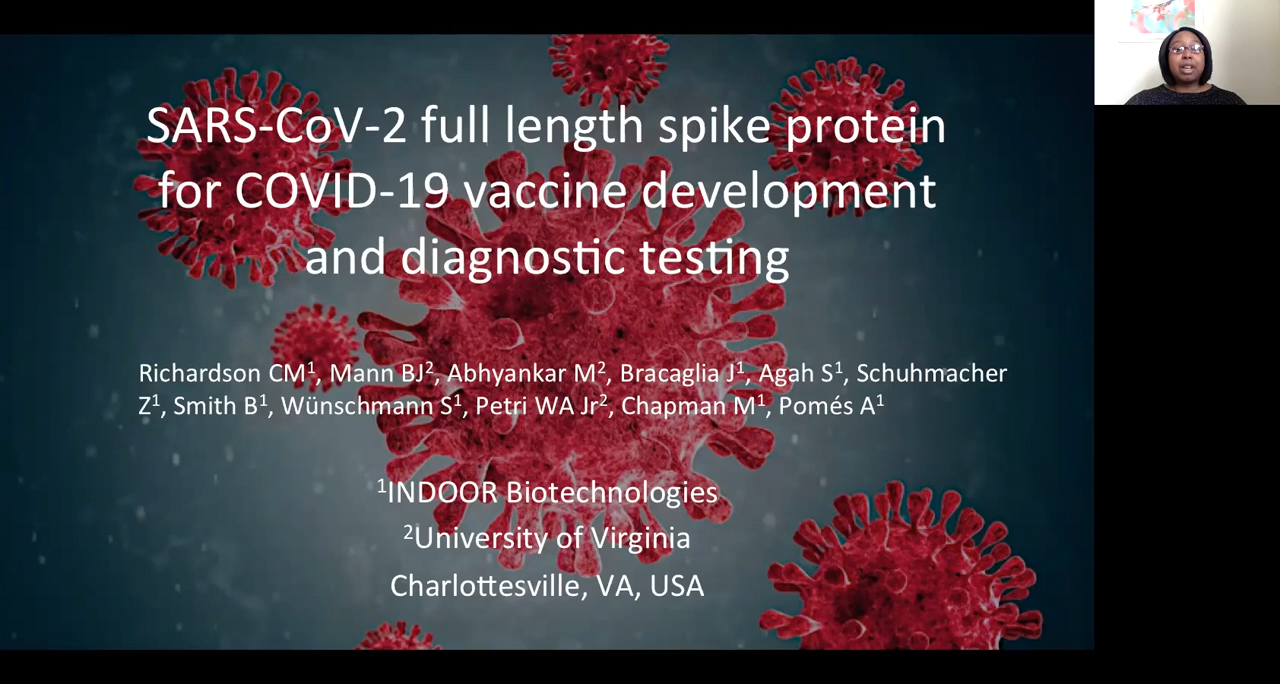 SARS-CoV-2 full length spike protein
for COVID-19 vaccine development
and diagnostic testing
Richardson CM¹, Mann BJ², Abhyankar M², Bracaglia J¹, Agah S¹, Schuhmacher
Z¹, Smith B¹, Wünschmann S¹, Petri WA Jr², Chapman M¹, Pomés A¹
¹INDOOR Biotechnologies
²University of Virginia
Charlottesville, VA, USA